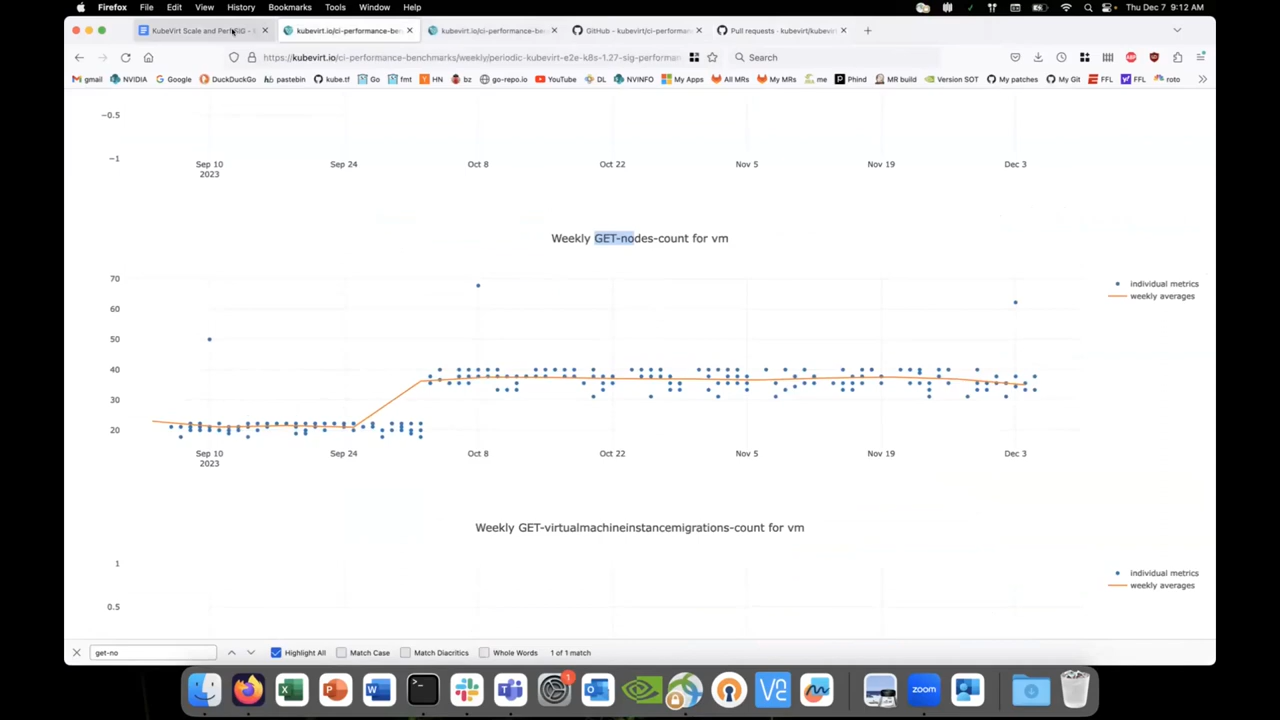 Firefox File Edit View History Bookmarks Tools Window Help Thu Dec 7 9:12 AM
KubeVirt Scale and Perf SIG - kubevirt.io/ci-performance-ben kubevirt.io/ci-performance-ben GitHub - kubevirt/ci-performan Pull requests · kubevirt/kubevirt
https://kubevirt.io/ci-performance-benchmarks/weekly/periodic-kubevirt-e2e-k8s-1.27-sig-performan Search
gmail NVIDIA Google DuckDuckGo pastebin kube.tf Go fmt HN bz go-repo.io YouTube DL NVINFO My Apps All MRs My MRs me Phind MR build Version SOT My patches My Git FFL FFL roto
−0.5
−1
Sep 10 Sep 24 Oct 8 Oct 22 Nov 5 Nov 19 Dec 3
2023
Weekly GET-nodes-count for vm
70
individual metrics
weekly averages
60
50
40
30
20
Sep 10 Sep 24 Oct 8 Oct 22 Nov 5 Nov 19 Dec 3
2023
Weekly GET-virtualmachineinstancemigrations-count for vm
1
individual metrics
weekly averages
0.5
get-no Highlight All Match Case Match Diacritics Whole Words 1 of 1 match
1
V2
zoom